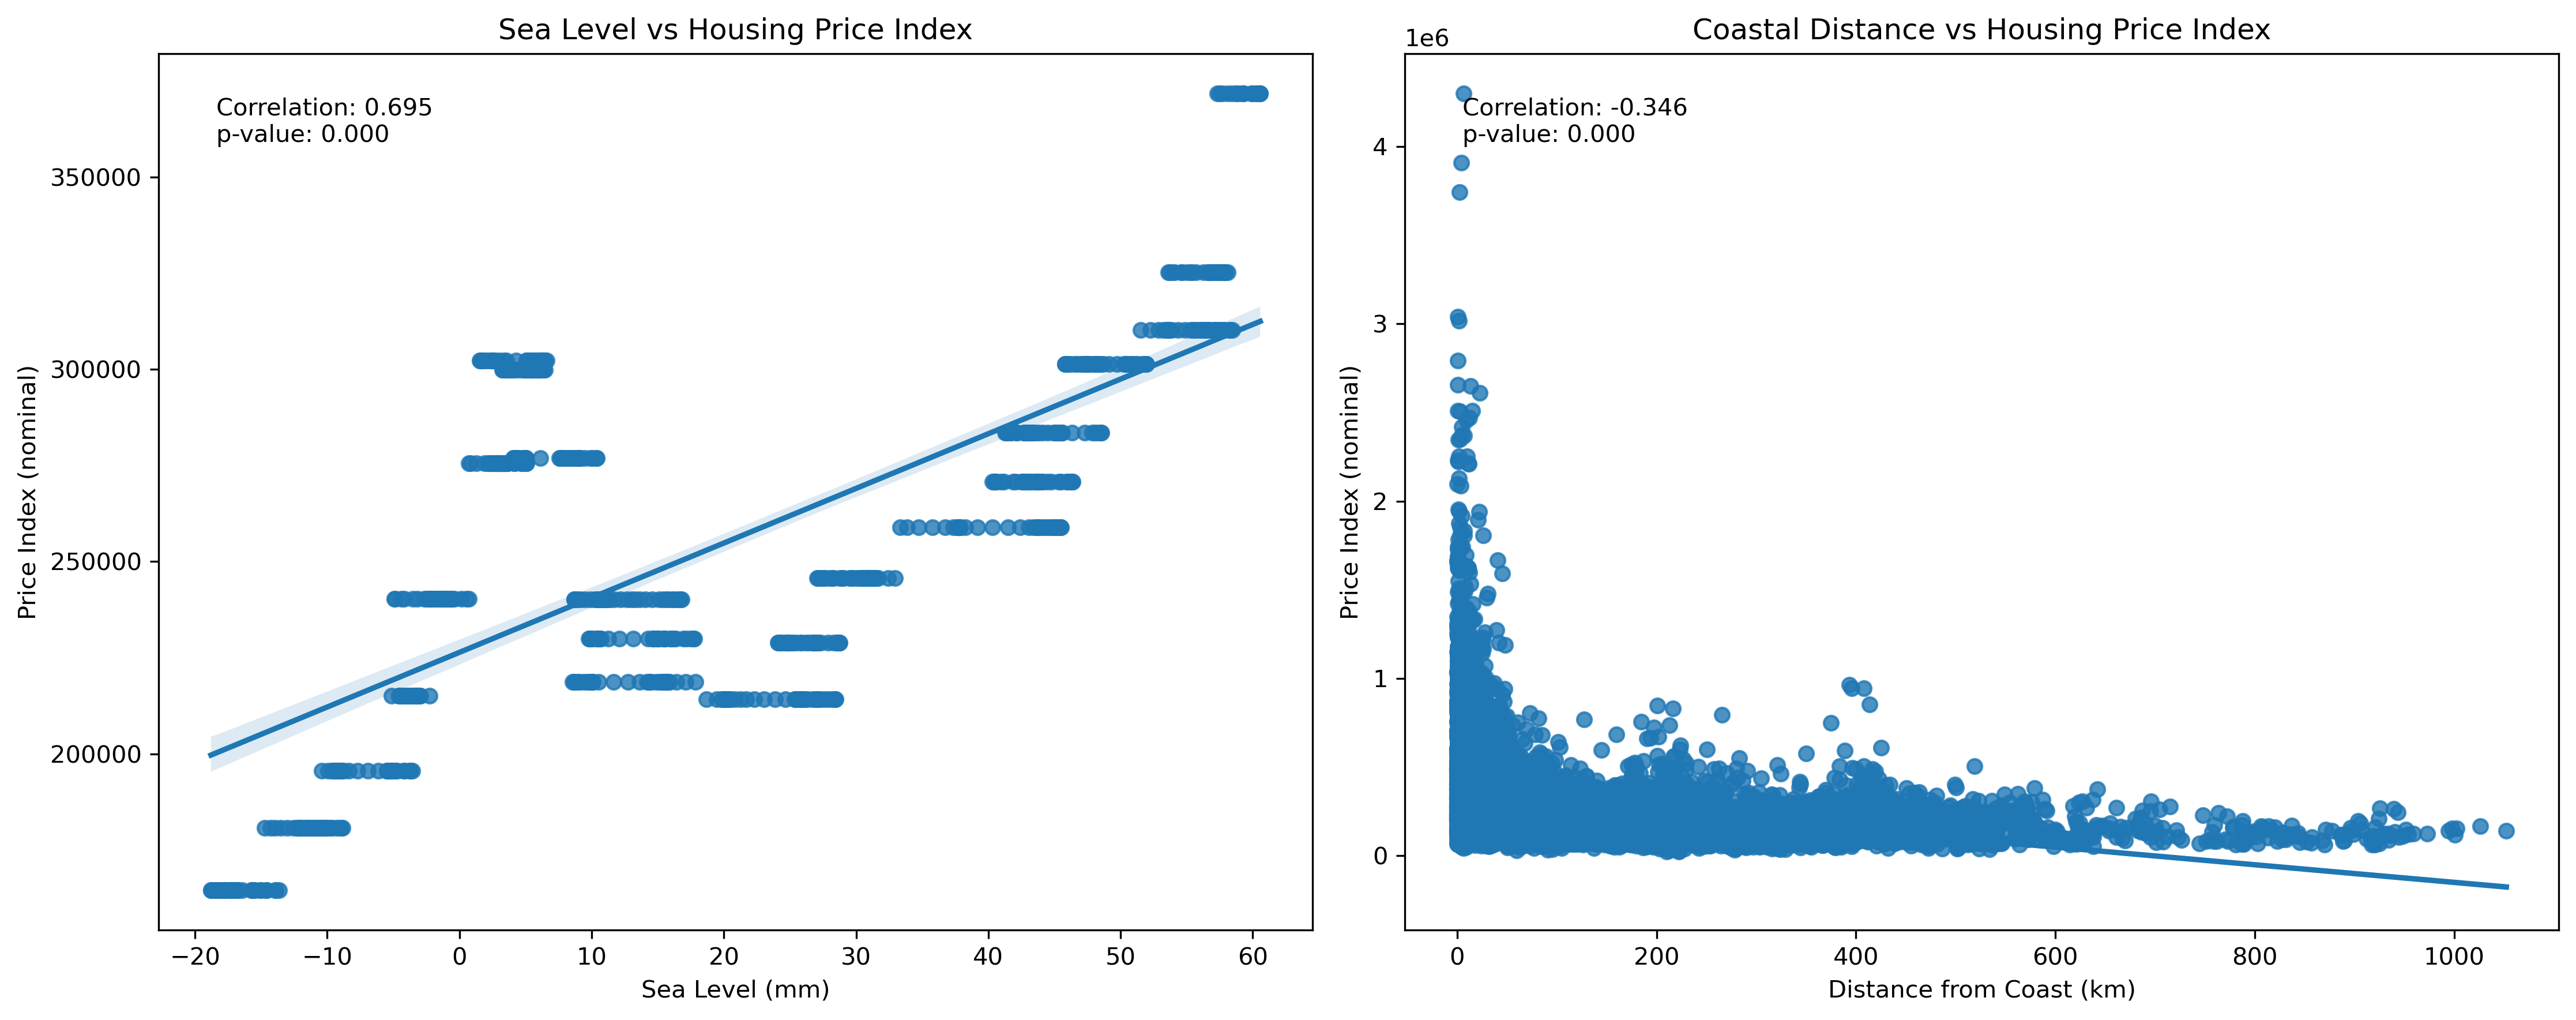 Sea Level vs Housing Price Index
Correlation: 0.695
p-value: 0.000
350000
300000
250000
200000
Price Index (nominal)
−20 −10 0 10 20 30 40 50 60
Sea Level (mm)
Coastal Distance vs Housing Price Index
1e6
Correlation: -0.346
p-value: 0.000
4
3
2
1
0
Price Index (nominal)
0 200 400 600 800 1000
Distance from Coast (km)